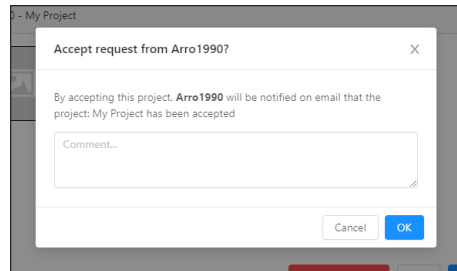 0 - My Project
Accept request from Arro1990?
By accepting this project. Arro1990 will be notified on email that the
project: My Project has been accepted
Comment...
Cancel
OK